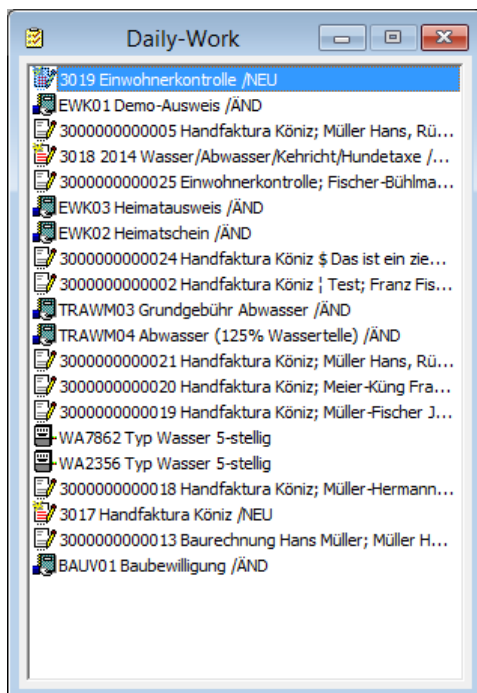 Daily-Work
3019 Einwohnerkontrolle /NEU
EWK01 Demo-Ausweis /ÄND
3000000000005 Handfaktura Köniz; Müller Hans, Rü...
3018 2014 Wasser/Abwasser/Kehricht/Hundetaxe /...
3000000000025 Einwohnerkontrolle; Fischer-Bühlma...
EWK03 Heimatausweis /ÄND
EWK02 Heimatschein /ÄND
3000000000024 Handfaktura Köniz $ Das ist ein zie...
3000000000002 Handfaktura Köniz ¦ Test; Franz Fis...
TRAWM03 Grundgebühr Abwasser /ÄND
TRAWM04 Abwasser (125% Wassertelle) /ÄND
3000000000021 Handfaktura Köniz; Müller Hans, Rü...
3000000000020 Handfaktura Köniz; Meier-Küng Fra...
3000000000019 Handfaktura Köniz; Müller-Fischer J...
WA7862 Typ Wasser 5-stellig
WA2356 Typ Wasser 5-stellig
3000000000018 Handfaktura Köniz; Müller-Hermann...
3017 Handfaktura Köniz /NEU
3000000000013 Baurechnung Hans Müller; Müller H...
BAUV01 Baubewilligung /ÄND